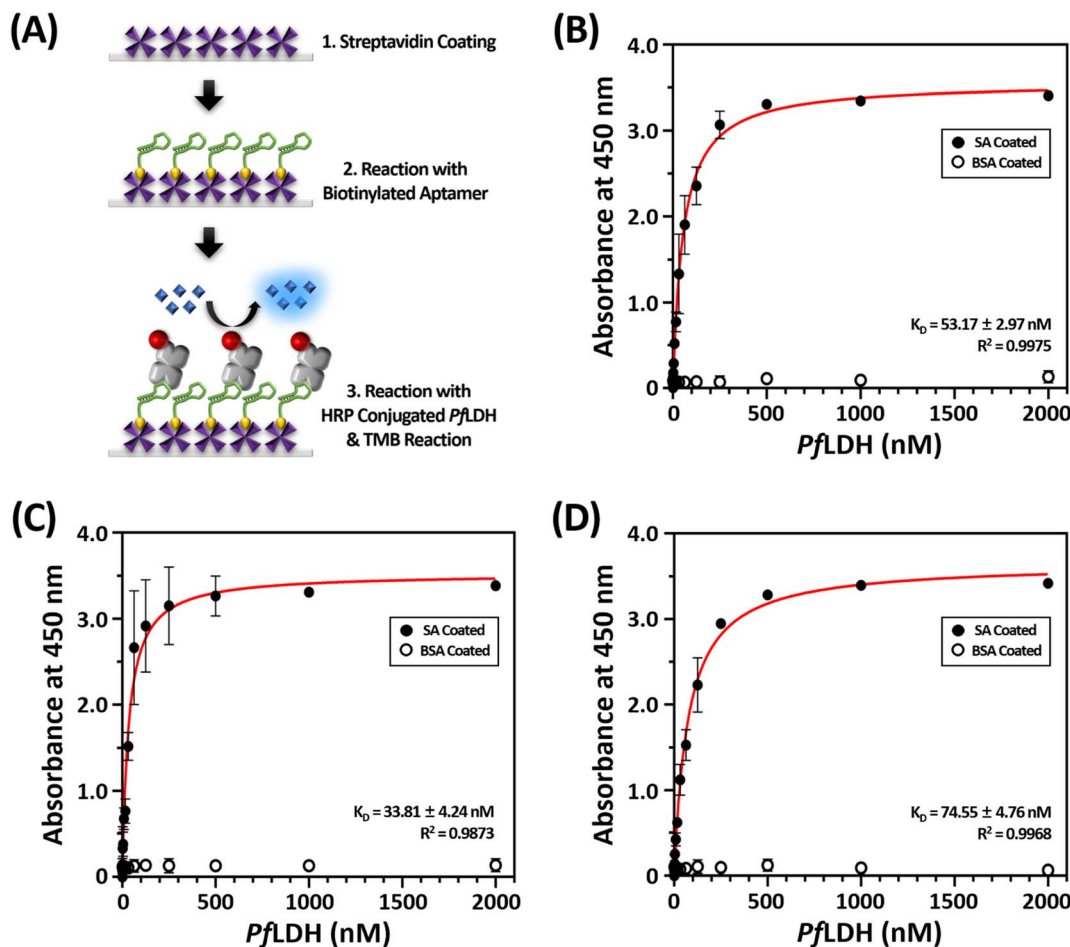 (A)
1. Streptavidin Coating
2. Reaction with
Biotinylated Aptamer
3. Reaction with
HRP Conjugated PfLDH
& TMB Reaction
(B)
Absorbance at 450 nm
4.0
3.0
2.0
1.0
0
SA Coated
BSA Coated
K_D = 53.17 ± 2.97 nM
R² = 0.9975
0 500 1000 1500 2000
PfLDH (nM)
(C)
Absorbance at 450 nm
4.0
3.0
2.0
1.0
0
SA Coated
BSA Coated
K_D = 33.81 ± 4.24 nM
R² = 0.9873
0 500 1000 1500 2000
PfLDH (nM)
(D)
Absorbance at 450 nm
4.0
3.0
2.0
1.0
0
SA Coated
BSA Coated
K_D = 74.55 ± 4.76 nM
R² = 0.9968
0 500 1000 1500 2000
PfLDH (nM)